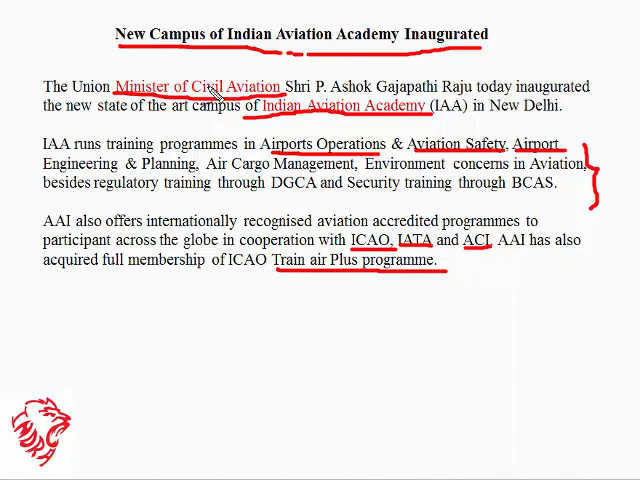 New Campus of Indian Aviation Academy Inaugurated
The Union Minister of Civil Aviation Shri P. Ashok Gajapathi Raju today inaugurated
the new state of the art campus of Indian Aviation Academy (IAA) in New Delhi.
IAA runs training programmes in Airports Operations & Aviation Safety, Airport
Engineering & Planning, Air Cargo Management, Environment concerns in Aviation,
besides regulatory training through DGCA and Security training through BCAS.
AAI also offers internationally recognised aviation accredited programmes to
participant across the globe in cooperation with ICAO, IATA and ACI. AAI has also
acquired full membership of ICAO Train air Plus programme.